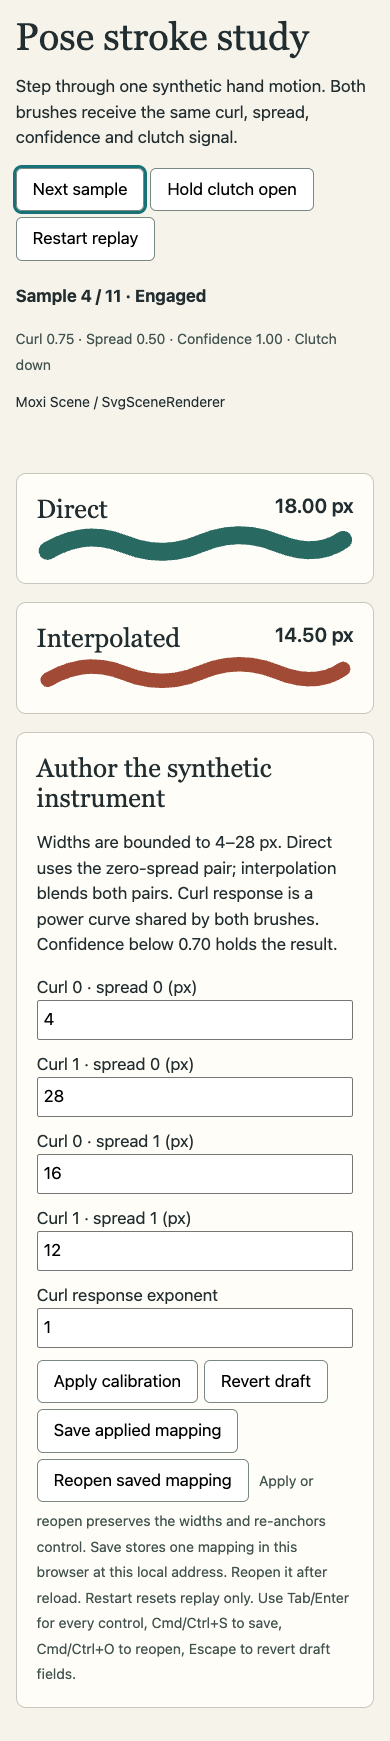 Pose stroke study
Step through one synthetic hand motion. Both
brushes receive the same curl, spread,
confidence and clutch signal.
Next sample
Hold clutch open
Restart replay
Sample 4 / 11 · Engaged
Curl 0.75 · Spread 0.50 · Confidence 1.00 · Clutch
down
Moxi Scene / SvgSceneRenderer
Direct
18.00 px
Interpolated
14.50 px
Author the synthetic
instrument
Widths are bounded to 4–28 px. Direct
uses the zero-spread pair; interpolation
blends both pairs. Curl response is a
power curve shared by both brushes.
Confidence below 0.70 holds the result.
Curl 0 · spread 0 (px)
4
Curl 1 · spread 0 (px)
28
Curl 0 · spread 1 (px)
16
Curl 1 · spread 1 (px)
12
Curl response exponent
1
Apply calibration
Revert draft
Save applied mapping
Reopen saved mapping
Apply or
reopen preserves the widths and re-anchors
control. Save stores one mapping in this
browser at this local address. Reopen it after
reload. Restart resets replay only. Use Tab/Enter
for every control, Cmd/Ctrl+S to save,
Cmd/Ctrl+O to reopen, Escape to revert draft
fields.